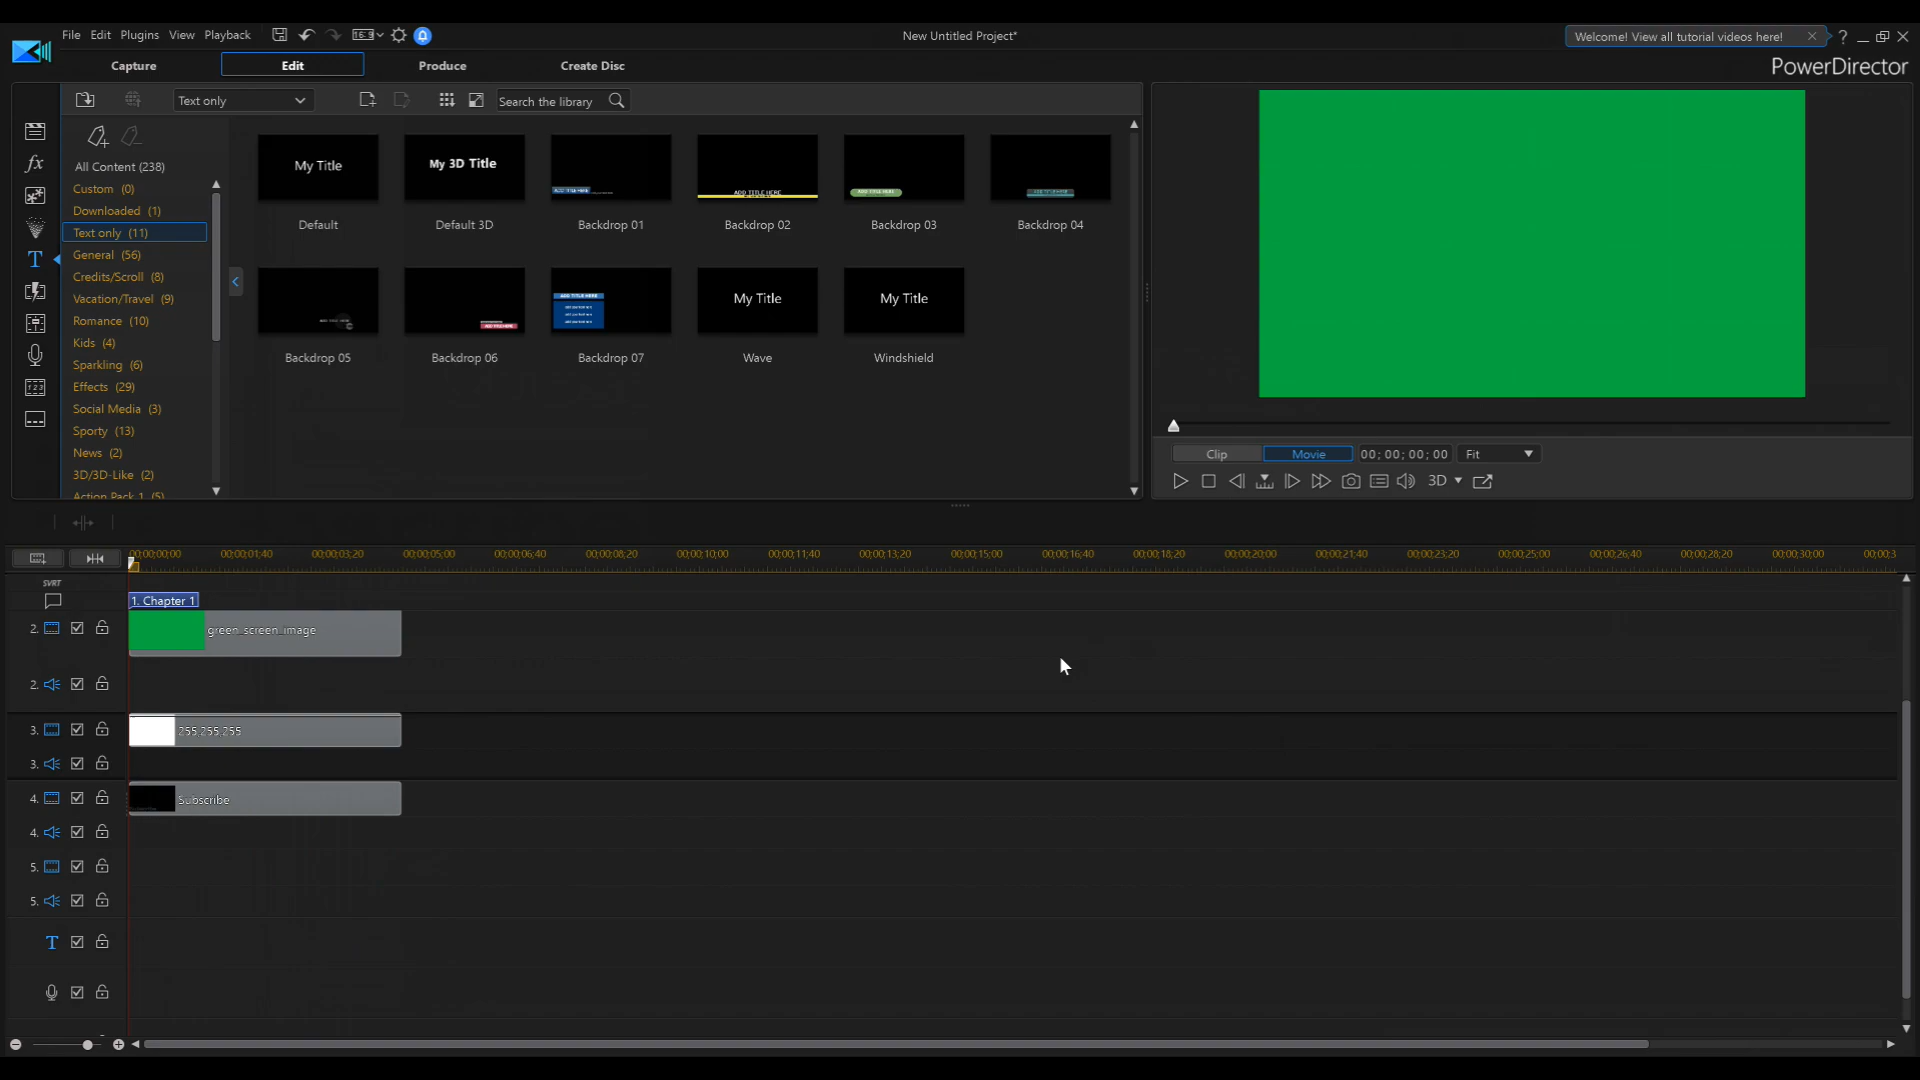 File Edit Plugins View Playback 16:9 New Untitled Project* Welcome! View all tutorial videos here! ?
Capture Edit Produce Create Disc PowerDirector
Text only Search the library
All Content (238)
Custom (0)
Downloaded (1)
Text only (11)
General (56)
Credits/Scroll (8)
Vacation/Travel (9)
Romance (10)
Kids (4)
Sparkling (6)
Effects (29)
Social Media (3)
Sporty (13)
News (2)
3D/3D-Like (2)
Action Pack 1 (5)
My Title My 3D Title ADD TITLE HERE ADD TITLE HERE ADD TITLE HERE ADD TITLE HERE
Default Default 3D Backdrop 01 Backdrop 02 Backdrop 03 Backdrop 04
ADD TITLE HERE ADD TITLE HERE My Title My Title
Backdrop 05 Backdrop 06 Backdrop 07 Wave Windshield
Clip Movie 00; 00; 00; 00 Fit
3D
00;00;00;00 00;00;01;40 00;00;03;20 00;00;05;00 00;00;06;40 00;00;08;20 00;00;10;00 00;00;11;40 00;00;13;20 00;00;15;00 00;00;16;40 00;00;18;20 00;00;20;00 00;00;21;40 00;00;23;20 00;00;25;00 00;00;26;40 00;00;28;20 00;00;30;00 00;00;3
SVRT
1. Chapter 1
2. green_screen_image
2.
3. 255.255.255
3.
4. Subscribe
4.
5.
5.
T